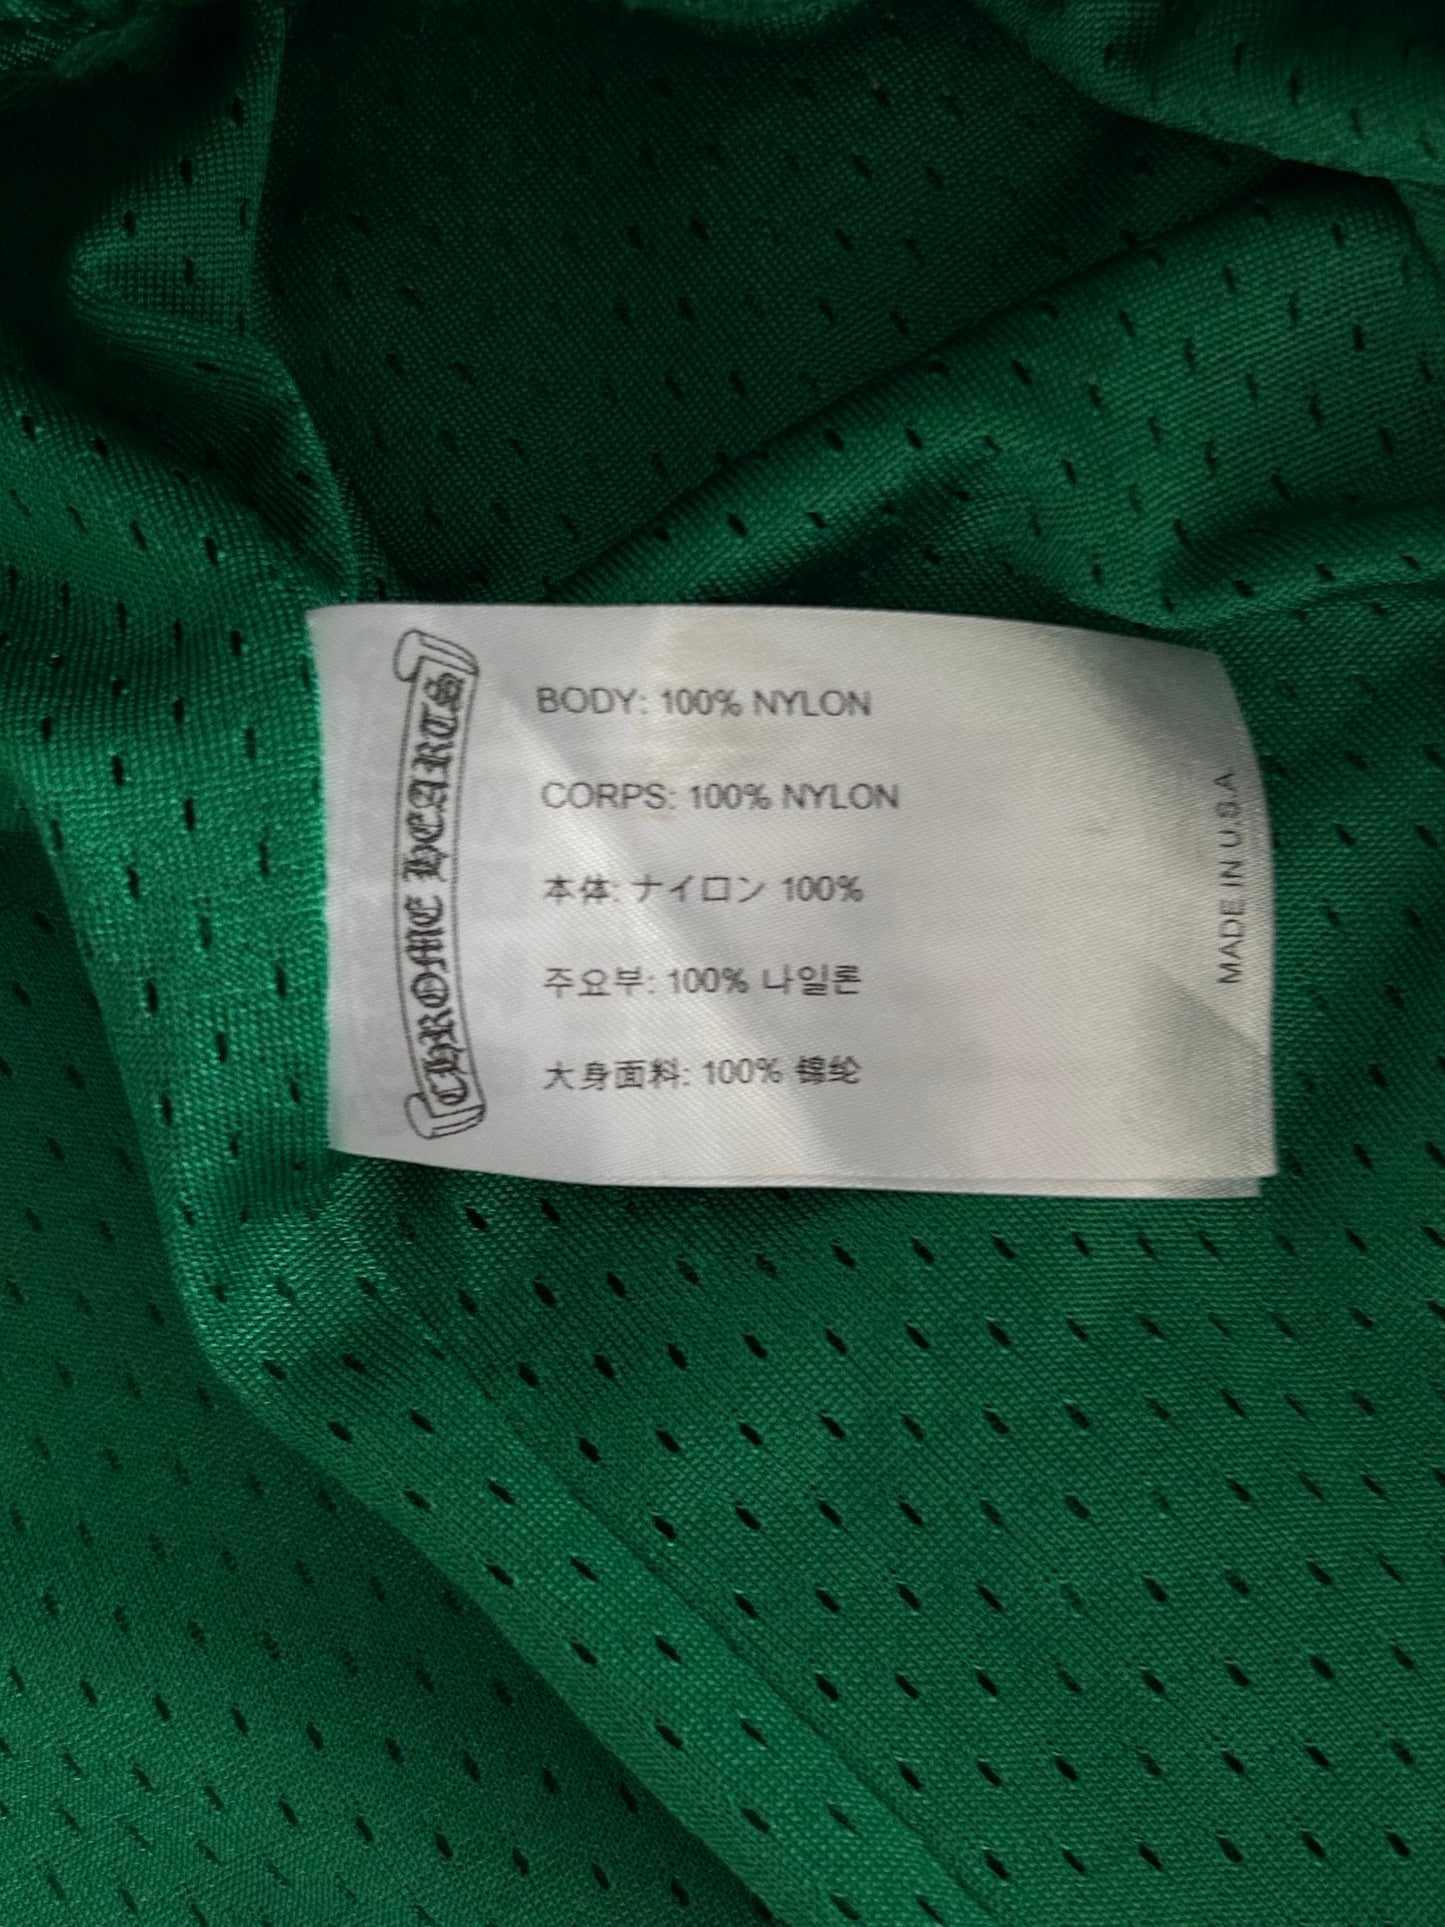 CHROME HEARTS
BODY: 100% NYLON
CORPS: 100% NYLON
本体: ナイロン 100%
주요부: 100% 나일론
大身面料: 100% 锦纶
MADE IN U.S.A